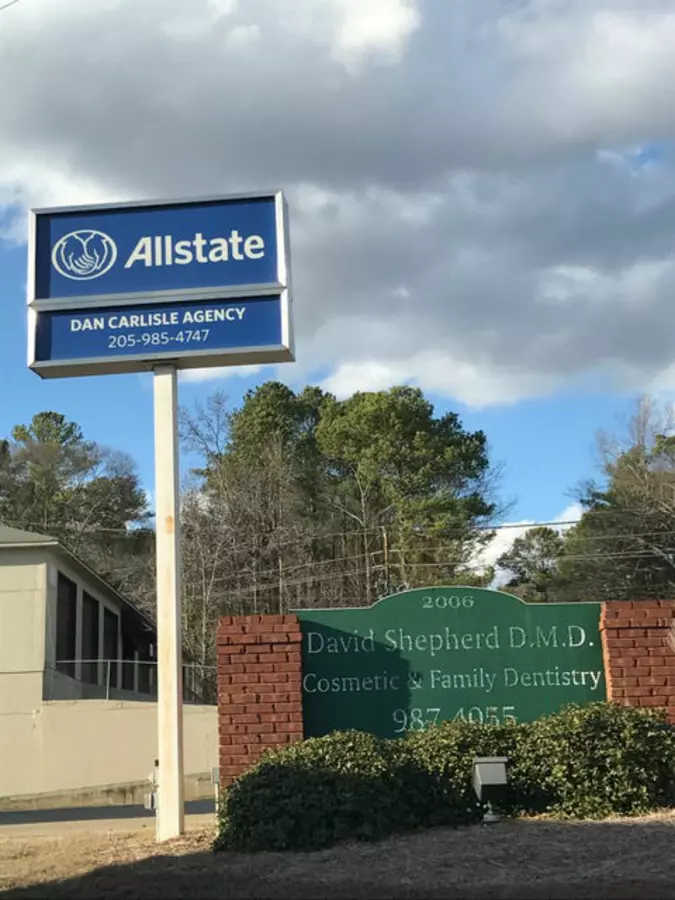 Allstate
DAN CARLISLE AGENCY
205-985-4747
2006
David Shepherd D.M.D.
Cosmetic & Family Dentistry
987-4055